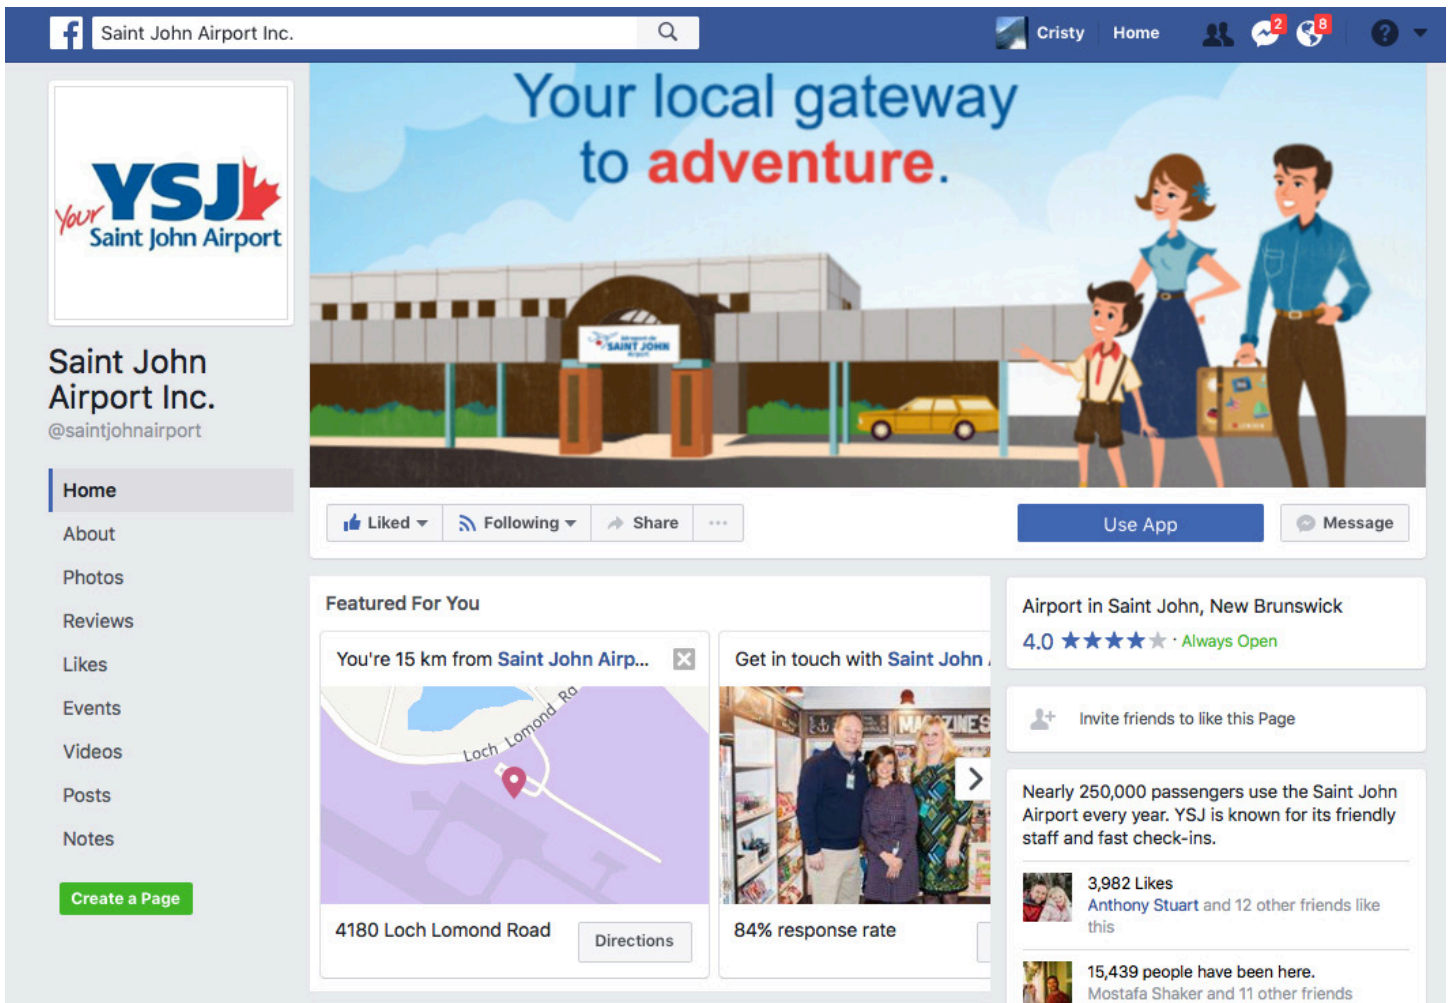 Saint John Airport Inc.
Cristy
Home
2
8
?
Your local gateway
to adventure.
Your YSJ
Saint John Airport
SAINT JOHN
Airport
Saint John
Airport Inc.
@saintjohnairport
Home
About
Photos
Reviews
Likes
Events
Videos
Posts
Notes
Create a Page
Liked
Following
Share
...
Use App
Message
Featured For You
You're 15 km from Saint John Airp...
Loch Lomond Rd
4180 Loch Lomond Road
Directions
Get in touch with Saint John
MAGAZINES
84% response rate
Airport in Saint John, New Brunswick
4.0 ★★★★★ · Always Open
Invite friends to like this Page
Nearly 250,000 passengers use the Saint John
Airport every year. YSJ is known for its friendly
staff and fast check-ins.
3,982 Likes
Anthony Stuart and 12 other friends like
this
15,439 people have been here.
Mostafa Shaker and 11 other friends